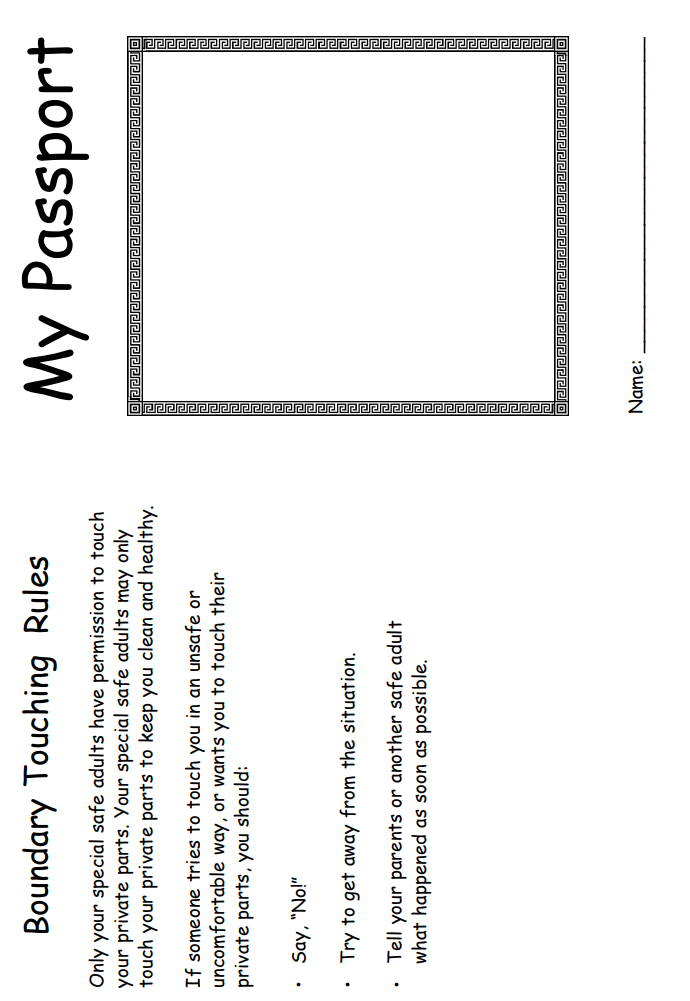 My Passport
Name:
Boundary Touching Rules
Only your special safe adults have permission to touch
your private parts. Your special safe adults may only
touch your private parts to keep you clean and healthy.
If someone tries to touch you in an unsafe or
uncomfortable way, or wants you to touch their
private parts, you should:
• Say, "No!"
• Try to get away from the situation.
• Tell your parents or another safe adult
what happened as soon as possible.